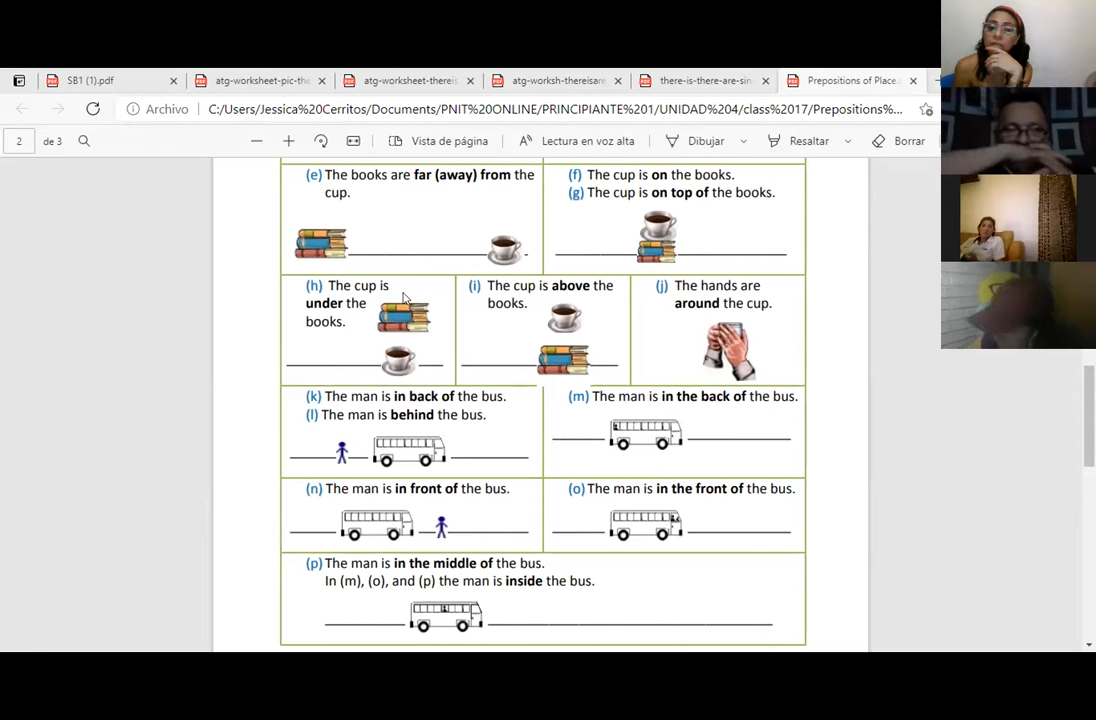 SB1 (1).pdf
atg-worksheet-pic-the
atg-worksheet-thereis
atg-worksh-thereisare
there-is-there-are-sin
Prepositions of Place
Archivo
C:/Users/Jessica%20Cerritos/Documents/PNIT%20ONLINE/PRINCIPIANTE%201/UNIDAD%204/class%2017/Prepositions%...
2
de 3
Vista de página
Lectura en voz alta
Dibujar
Resaltar
Borrar
(e) The books are far (away) from the
cup.
(f) The cup is on the books.
(g) The cup is on top of the books.
(h) The cup is
under the
books.
(i) The cup is above the
books.
(j) The hands are
around the cup.
(k) The man is in back of the bus.
(l) The man is behind the bus.
(m) The man is in the back of the bus.
(n) The man is in front of the bus.
(o) The man is in the front of the bus.
(p) The man is in the middle of the bus.
In (m), (o), and (p) the man is inside the bus.